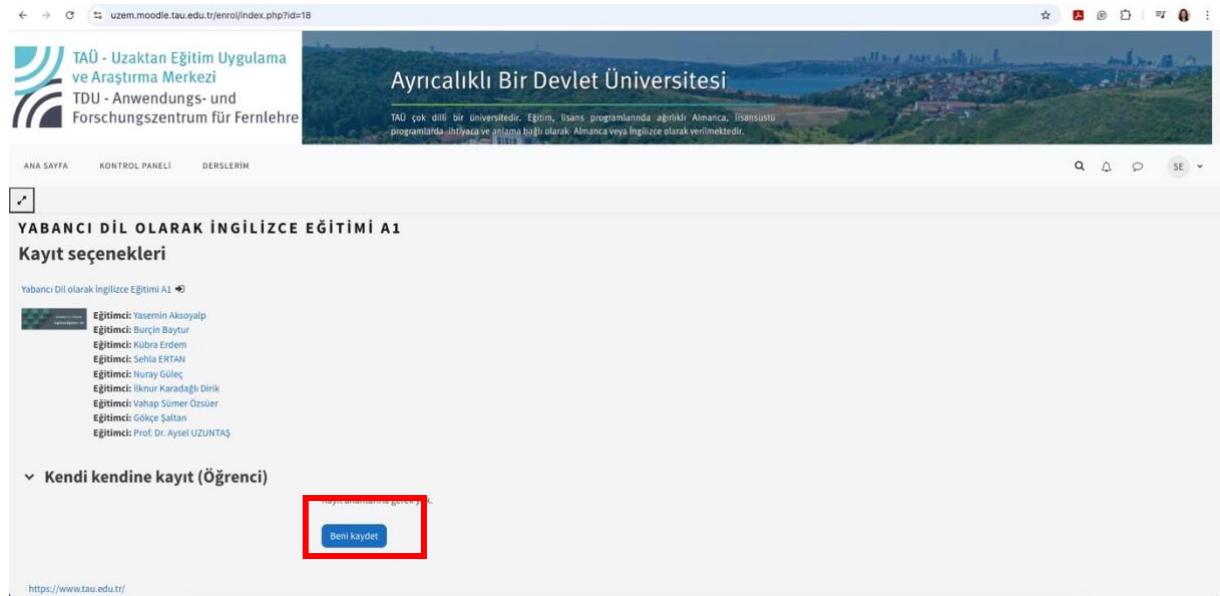 uzem.moodle.tau.edu.tr/enrol/index.php?id=18
TAÜ - Uzaktan Eğitim Uygulama
ve Araştırma Merkezi
TDU - Anwendungs- und
Forschungszentrum für Fernlehre
Ayrıcalıklı Bir Devlet Üniversitesi
TAÜ çok dilli bir üniversitedir. Eğitim, lisans programlarında ağırlıklı Almanca, lisansüstü
programlarda ihtiyaca ve anlama bağlı olarak Almanca veya İngilizce olarak verilmektedir.
ANA SAYFA KONTROL PANELİ DERSLERİM
SE
YABANCI DİL OLARAK İNGİLİZCE EĞİTİMİ A1
Kayıt seçenekleri
Yabancı Dil olarak İngilizce Eğitimi A1
Eğitimci: Yasemin Aksoyalp
Eğitimci: Burçin Baytur
Eğitimci: Kübra Erdem
Eğitimci: Sehla ERTAN
Eğitimci: Nuray Güleç
Eğitimci: İlknur Karadağlı Dirik
Eğitimci: Vahap Sümer Özsüer
Eğitimci: Gökçe Şaltan
Eğitimci: Prof. Dr. Aysel UZUNTAŞ
Kendi kendine kayıt (Öğrenci)
gerek
Beni kaydet
https://www.tau.edu.tr/